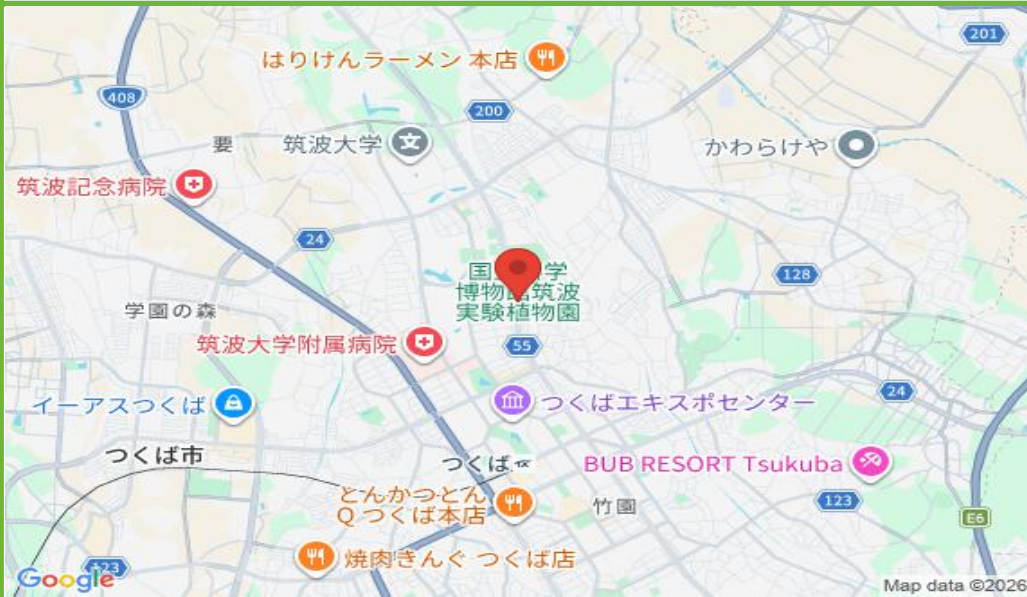 201
はりけんラーメン 本店
408
200
要
筑波大学
かわらけや
筑波記念病院
24
128
博物館筑波
実験植物園
学園の森
筑波大学附属病院
55
24
イーアスつくば
つくばエキスポセンター
つくば市
つくば
BUB RESORT Tsukuba
とんかつとん
Q つくば本店
竹園
123
E6
焼肉きんぐ つくば店
Google
123
Map data ©2026